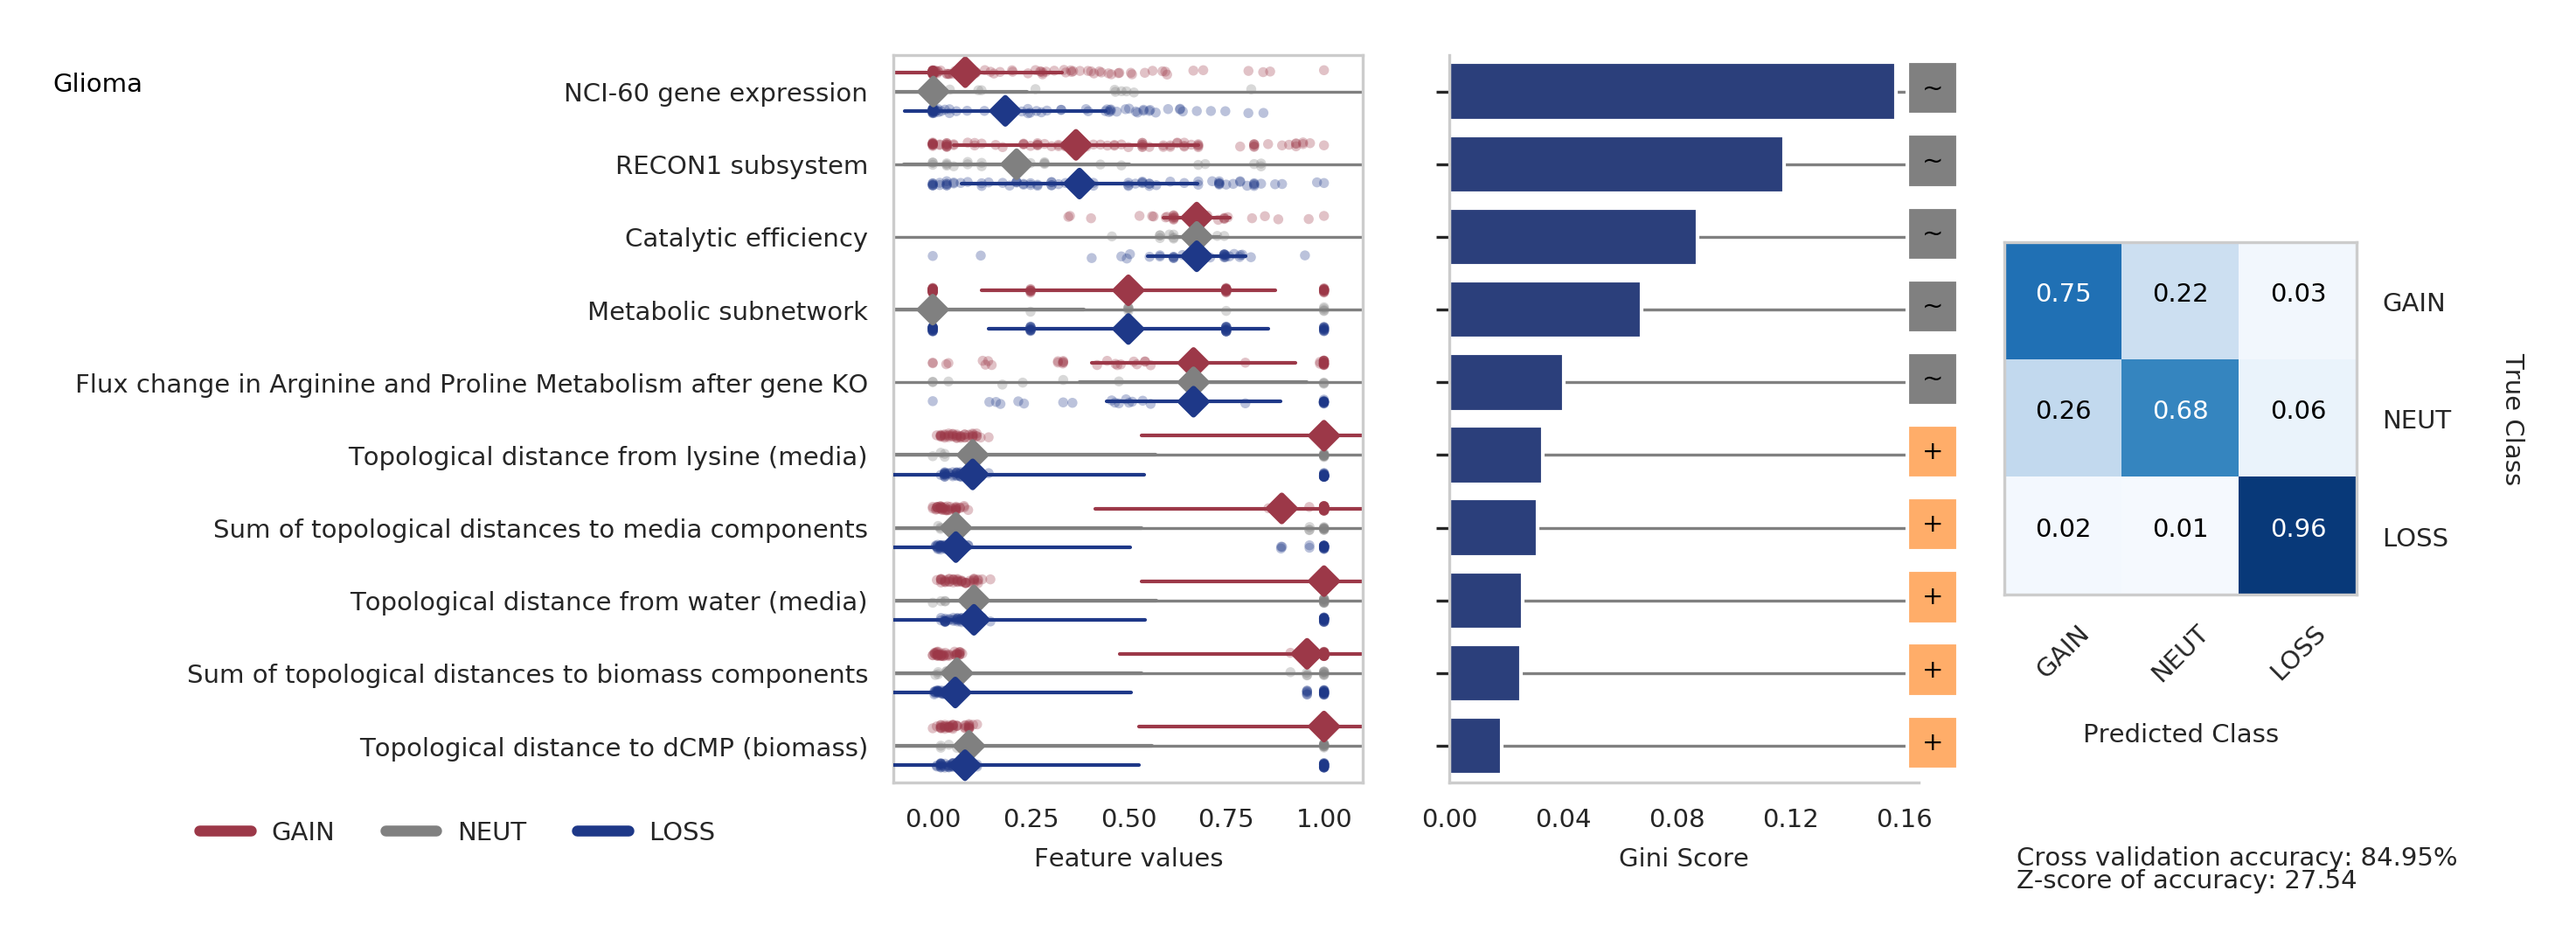 Glioma
NCI-60 gene expression
RECON1 subsystem
Catalytic efficiency
Metabolic subnetwork
Flux change in Arginine and Proline Metabolism after gene KO
Topological distance from lysine (media)
Sum of topological distances to media components
Topological distance from water (media)
Sum of topological distances to biomass components
Topological distance to dCMP (biomass)
GAIN NEUT LOSS
0.00 0.25 0.50 0.75 1.00
Feature values
~
~
~
~
~
+
+
+
+
+
0.00 0.04 0.08 0.12 0.16
Gini Score
0.75 0.22 0.03 GAIN
0.26 0.68 0.06 NEUT
0.02 0.01 0.96 LOSS
True Class
GAIN NEUT LOSS
Predicted Class
Cross validation accuracy: 84.95%
Z-score of accuracy: 27.54